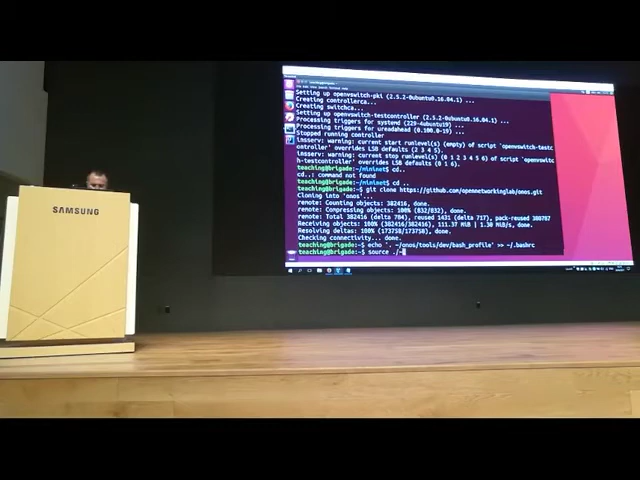 SAMSUNG
Setting up openvswitch-pki (2.5.2-0ubuntu0.16.04.1) ...
Creating controllerca...
Creating switchca...
Setting up openvswitch-testcontroller (2.5.2-0ubuntu0.16.04.1) ...
Processing triggers for systemd (229-4ubuntu19) ...
Processing triggers for ureadahead (0.100.0-19) ...
Stopped running controller
insserv: warning: current start runlevel(s) (empty) of script `openvswitch-testc
ontroller' overrides LSB defaults (2 3 4 5).
insserv: warning: current stop runlevel(s) (0 1 2 3 4 5 6) of script `openvswitc
h-testcontroller' overrides LSB defaults (0 1 6).
teaching@brigade:~/mininet$ cd..
cd..: command not found
teaching@brigade:~/mininet$ cd ..
teaching@brigade:~$ git clone https://github.com/opennetworkinglab/onos.git
Cloning into 'onos'...
remote: Counting objects: 382416, done.
remote: Compressing objects: 100% (832/832), done.
remote: Total 382416 (delta 784), reused 1431 (delta 717), pack-reused
Receiving objects: 100% (382416/382416), 111.37 MiB | 1.30 MiB/s, done.
Resolving deltas: 100% (173758/173758), done.
Checking connectivity... done.
teaching@brigade:~$ echo '. ~/onos/tools/dev/bash_profile' >> ~/.bashrc
teaching@brigade:~$ source ./~